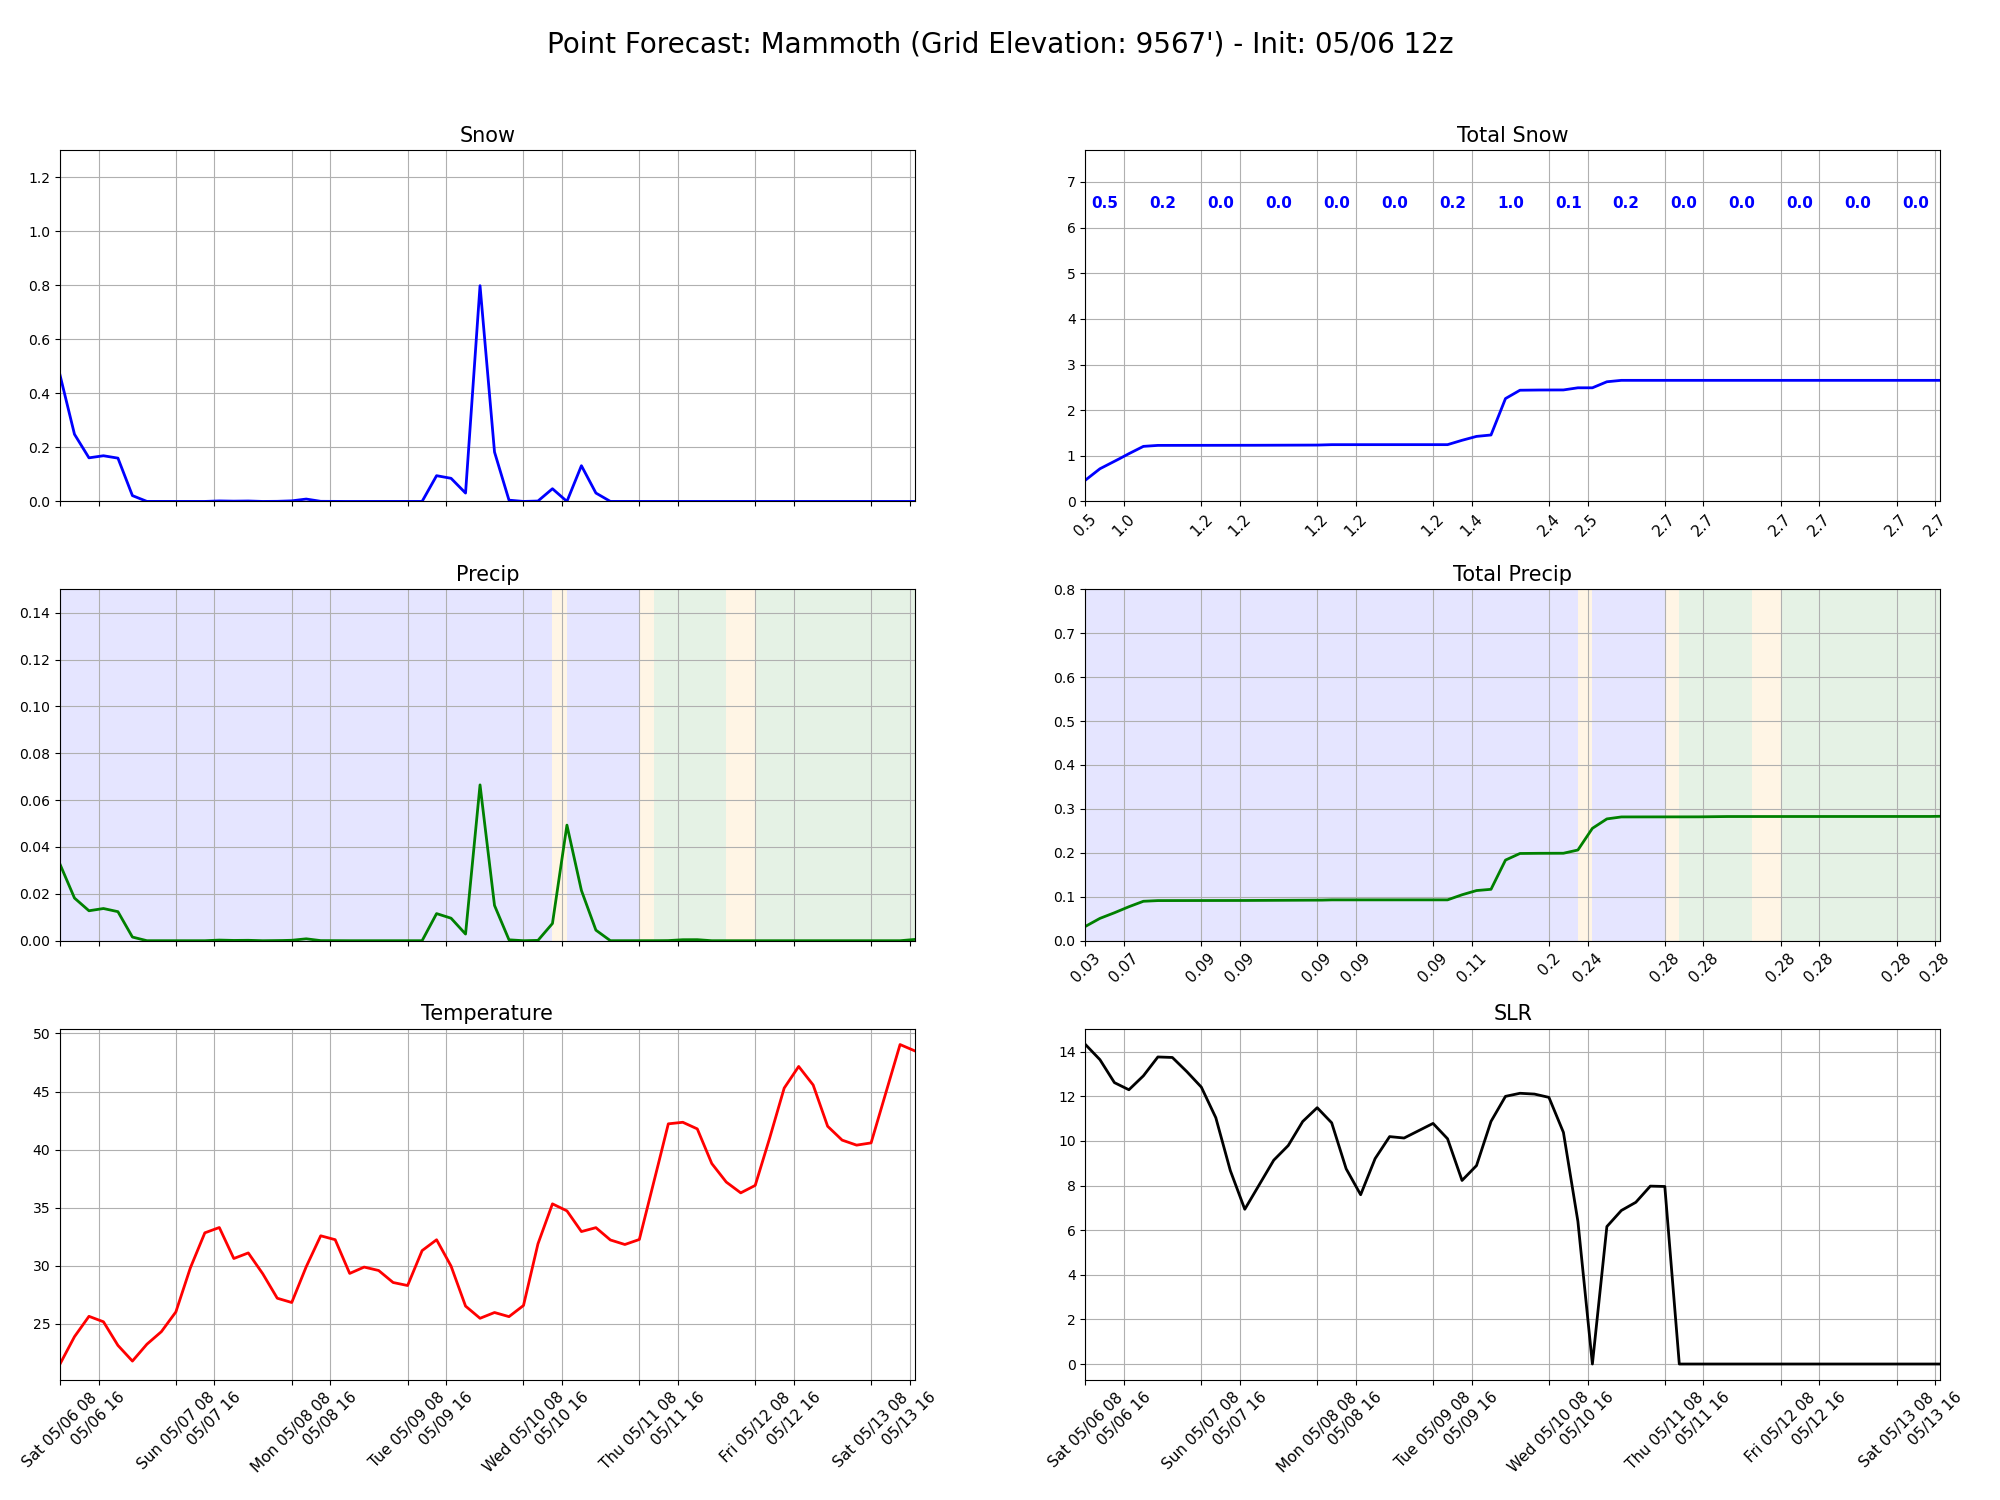 Point Forecast: Mammoth (Grid Elevation: 9567') - Init: 05/06 12z
Snow
1.2
1.0
0.8
0.6
0.4
0.2
0.0
Total Snow
7
6
5
4
3
2
1
0
0.5 0.2 0.0 0.0 0.0 0.0 0.2 1.0 0.1 0.2 0.0 0.0 0.0 0.0 0.0
0.5 1.0 1.2 1.2 1.2 1.2 1.2 1.4 2.4 2.5 2.7 2.7 2.7 2.7 2.7 2.7
Precip
0.14
0.12
0.10
0.08
0.06
0.04
0.02
0.00
Total Precip
0.8
0.7
0.6
0.5
0.4
0.3
0.2
0.1
0.0
0.03 0.07 0.09 0.09 0.09 0.09 0.09 0.11 0.2 0.24 0.28 0.28 0.28 0.28 0.28 0.28
Temperature
50
45
40
35
30
25
Sat 05/06 08
05/06 16
Sun 05/07 08
05/07 16
Mon 05/08 08
05/08 16
Tue 05/09 08
05/09 16
Wed 05/10 08
05/10 16
Thu 05/11 08
05/11 16
Fri 05/12 08
05/12 16
Sat 05/13 08
05/13 16
SLR
14
12
10
8
6
4
2
0
Sat 05/06 08
05/06 16
Sun 05/07 08
05/07 16
Mon 05/08 08
05/08 16
Tue 05/09 08
05/09 16
Wed 05/10 08
05/10 16
Thu 05/11 08
05/11 16
Fri 05/12 08
05/12 16
Sat 05/13 08
05/13 16